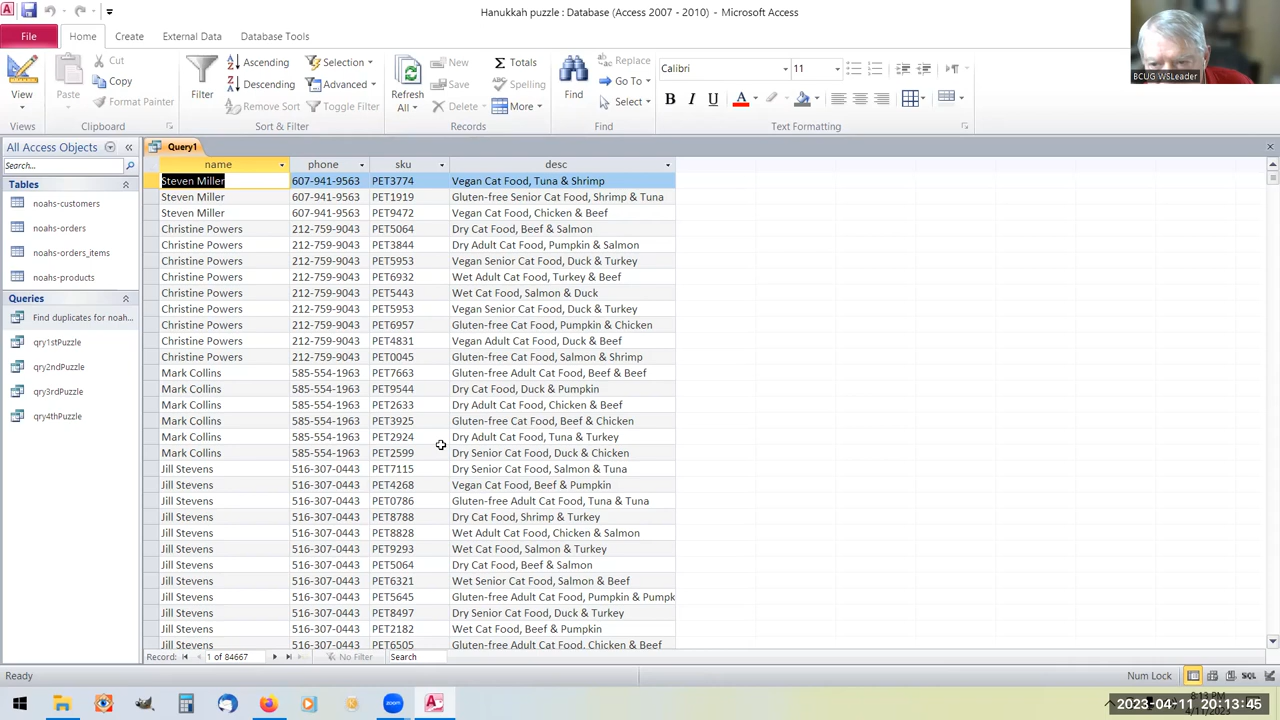 Hanukkah puzzle : Database (Access 2007 - 2010) - Microsoft Access
BCUG WSLeader
File Home Create External Data Database Tools
View
Views
Paste Cut Copy Format Painter
Clipboard
Filter Ascending Descending Remove Sort Selection Advanced Toggle Filter
Sort & Filter
Refresh All New Save Delete Totals Spelling More
Records
Find Replace Go To Select
Find
Calibri 11
B I U A
Text Formatting
All Access Objects
Search...
Tables
noahs-customers
noahs-orders
noahs-orders_items
noahs-products
Queries
Find duplicates for noah...
qry1stPuzzle
qry2ndPuzzle
qry3rdPuzzle
qry4thPuzzle
Query1
name phone sku desc
Steven Miller 607-941-9563 PET3774 Vegan Cat Food, Tuna & Shrimp
Steven Miller 607-941-9563 PET1919 Gluten-free Senior Cat Food, Shrimp & Tuna
Steven Miller 607-941-9563 PET9472 Vegan Cat Food, Chicken & Beef
Christine Powers 212-759-9043 PET5064 Dry Cat Food, Beef & Salmon
Christine Powers 212-759-9043 PET3844 Dry Adult Cat Food, Pumpkin & Salmon
Christine Powers 212-759-9043 PET5953 Vegan Senior Cat Food, Duck & Turkey
Christine Powers 212-759-9043 PET6932 Wet Adult Cat Food, Turkey & Beef
Christine Powers 212-759-9043 PET5443 Wet Cat Food, Salmon & Duck
Christine Powers 212-759-9043 PET5953 Vegan Senior Cat Food, Duck & Turkey
Christine Powers 212-759-9043 PET6957 Gluten-free Cat Food, Pumpkin & Chicken
Christine Powers 212-759-9043 PET4831 Vegan Adult Cat Food, Duck & Beef
Christine Powers 212-759-9043 PET0045 Gluten-free Cat Food, Salmon & Shrimp
Mark Collins 585-554-1963 PET7663 Gluten-free Adult Cat Food, Beef & Beef
Mark Collins 585-554-1963 PET9544 Dry Cat Food, Duck & Pumpkin
Mark Collins 585-554-1963 PET2633 Dry Adult Cat Food, Chicken & Beef
Mark Collins 585-554-1963 PET3925 Gluten-free Cat Food, Beef & Chicken
Mark Collins 585-554-1963 PET2924 Dry Adult Cat Food, Tuna & Turkey
Mark Collins 585-554-1963 PET2599 Dry Senior Cat Food, Duck & Chicken
Jill Stevens 516-307-0443 PET7115 Dry Senior Cat Food, Salmon & Tuna
Jill Stevens 516-307-0443 PET4268 Vegan Cat Food, Beef & Pumpkin
Jill Stevens 516-307-0443 PET0786 Gluten-free Adult Cat Food, Tuna & Tuna
Jill Stevens 516-307-0443 PET8788 Dry Cat Food, Shrimp & Turkey
Jill Stevens 516-307-0443 PET8828 Wet Adult Cat Food, Chicken & Salmon
Jill Stevens 516-307-0443 PET9293 Wet Cat Food, Salmon & Turkey
Jill Stevens 516-307-0443 PET5064 Dry Cat Food, Beef & Salmon
Jill Stevens 516-307-0443 PET6321 Wet Senior Cat Food, Salmon & Beef
Jill Stevens 516-307-0443 PET5645 Gluten-free Adult Cat Food, Pumpkin & Pumpk
Jill Stevens 516-307-0443 PET8497 Dry Senior Cat Food, Duck & Turkey
Jill Stevens 516-307-0443 PET2182 Wet Cat Food, Beef & Pumpkin
Jill Stevens 516-307-0443 PET6505 Gluten-free Adult Cat Food, Chicken & Beef
Record: 1 of 84667 No Filter Search
Ready Num Lock SQL
8:13 PM
2023-04-11 20:13:45